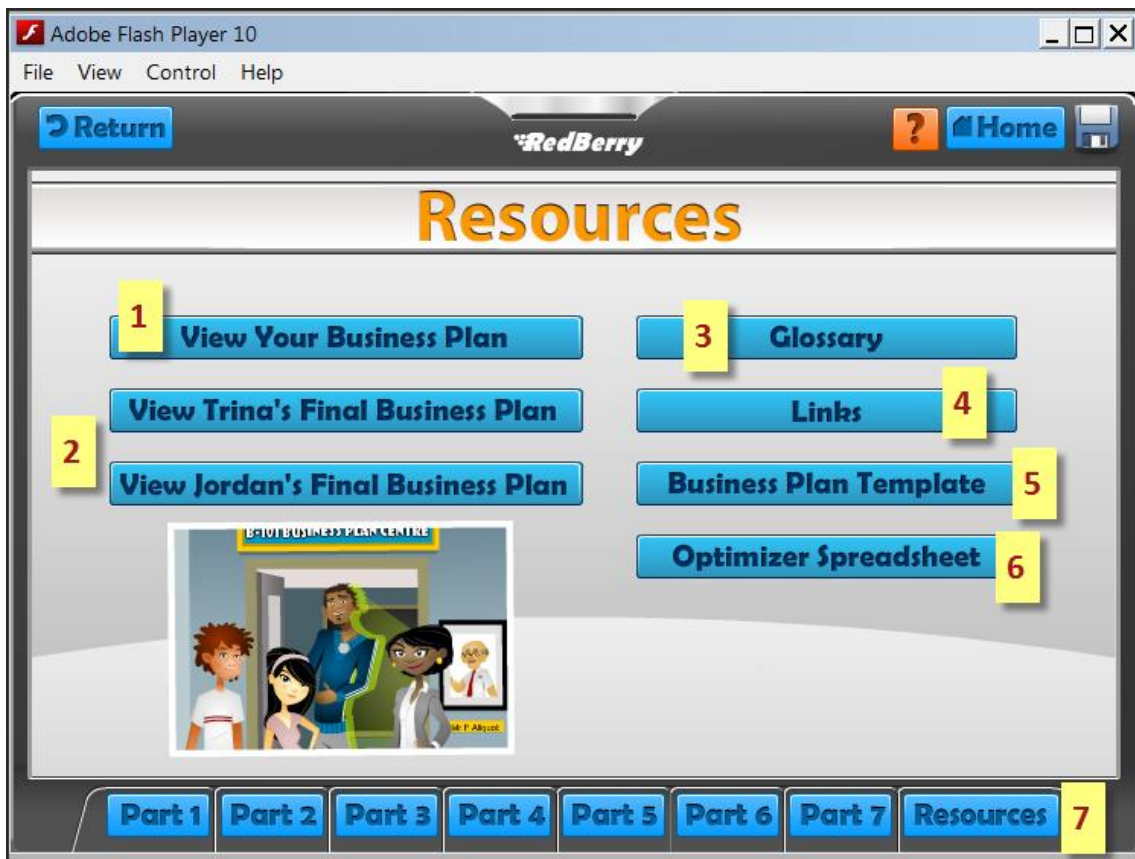 Adobe Flash Player 10
File View Control Help
Return
RedBerry
?
Home
Resources
1
View Your Business Plan
3
Glossary
View Trina's Final Business Plan
Links
4
2
View Jordan's Final Business Plan
Business Plan Template
5
Optimizer Spreadsheet
6
B-101 BUSINESS PLAN CENTRE
Mr P Aliquot
Part 1
Part 2
Part 3
Part 4
Part 5
Part 6
Part 7
Resources
7